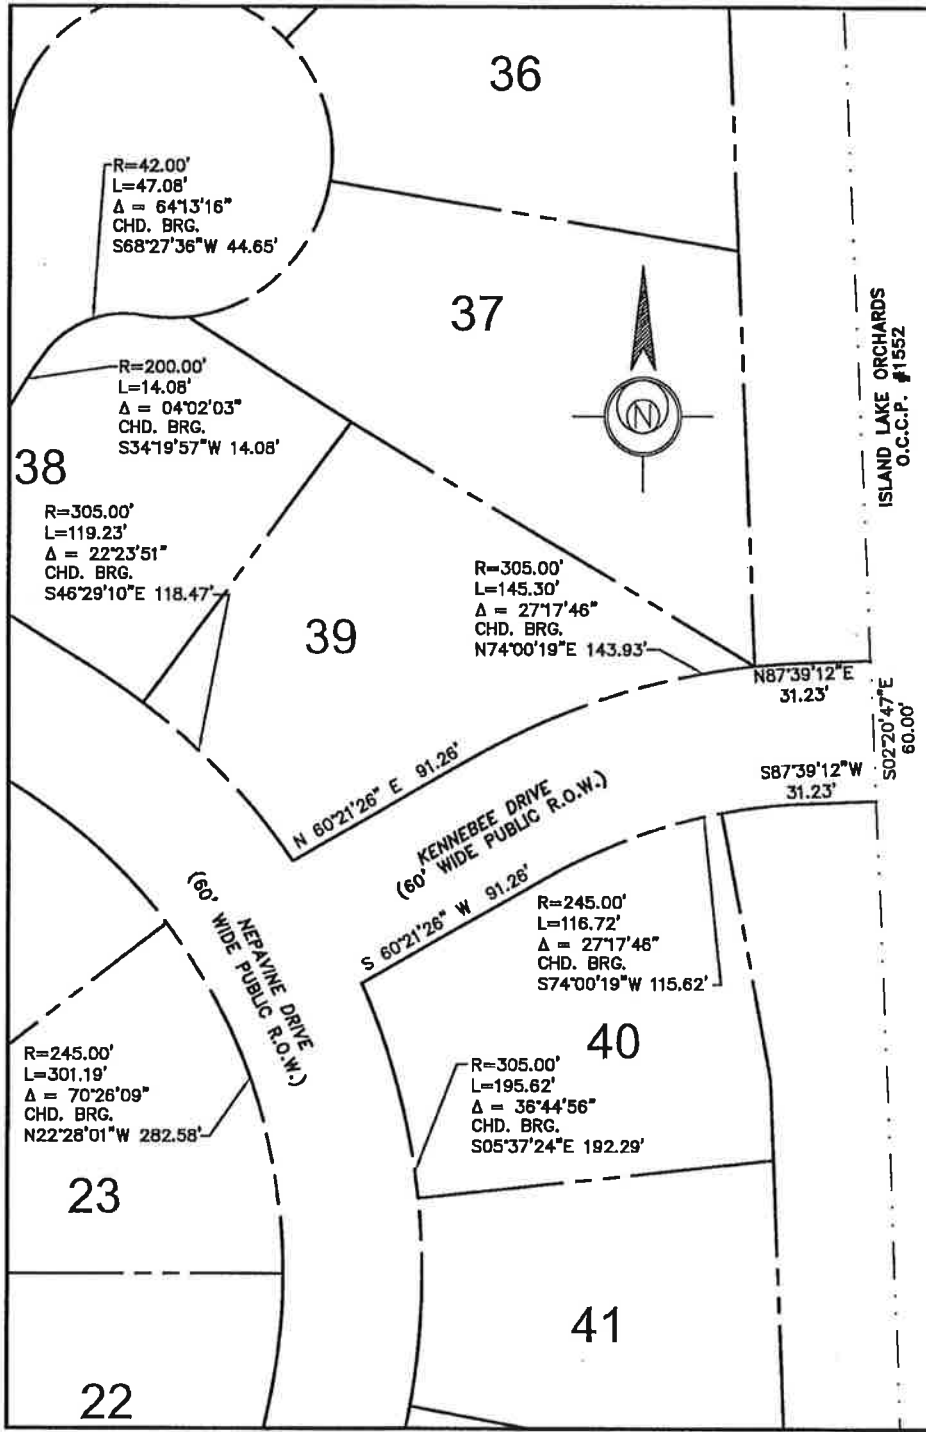 36
R=42.00'
L=47.08'
Δ = 64°13'16"
CHD. BRG.
S68°27'36"W 44.65'
37
ISLAND LAKE ORCHARDS
O.C.C.P. #1552
N
R=200.00'
L=14.08'
Δ = 04°02'03"
CHD. BRG.
S34°19'57"W 14.08'
38
R=305.00'
L=119.23'
Δ = 22°23'51"
CHD. BRG.
S46°29'10"E 118.47'
39
R=305.00'
L=145.30'
Δ = 27°17'46"
CHD. BRG.
N74°00'19"E 143.93'
N87°39'12"E
31.23'
S02°20'47"E
60.00'
S87°39'12"W
31.23'
N 60°21'26" E 91.26'
KENNEBEE DRIVE
(60' WIDE PUBLIC R.O.W.)
S 60°21'26" W 91.26'
NEPAVINE DRIVE
(60' WIDE PUBLIC R.O.W.)
R=245.00'
L=116.72'
Δ = 27°17'46"
CHD. BRG.
S74°00'19"W 115.62'
40
R=245.00'
L=301.19'
Δ = 70°26'09"
CHD. BRG.
N22°28'01"W 282.58'
R=305.00'
L=195.62'
Δ = 36°44'56"
CHD. BRG.
S05°37'24"E 192.29'
23
41
22